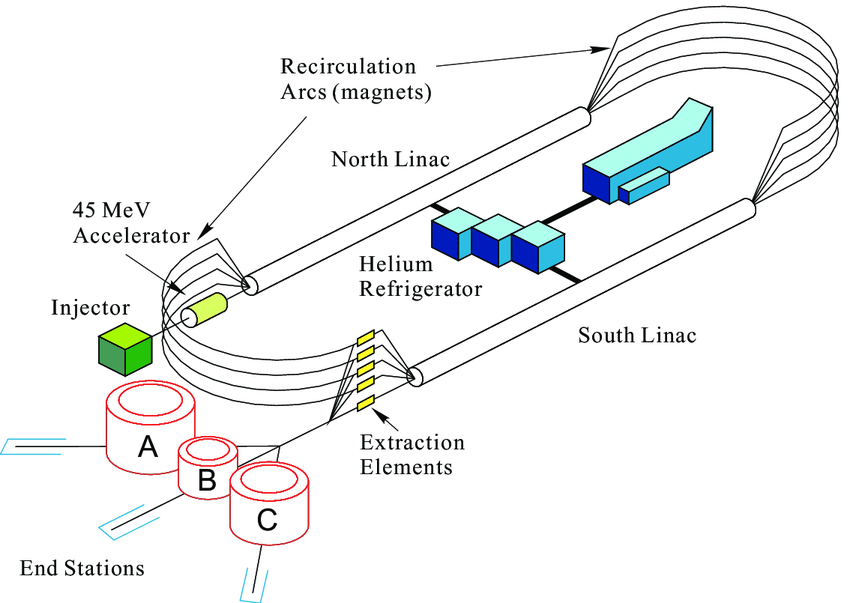 Recirculation
Arcs (magnets)
North Linac
45 MeV
Accelerator
Helium
Refrigerator
Injector
South Linac
A
B
C
Extraction
Elements
End Stations